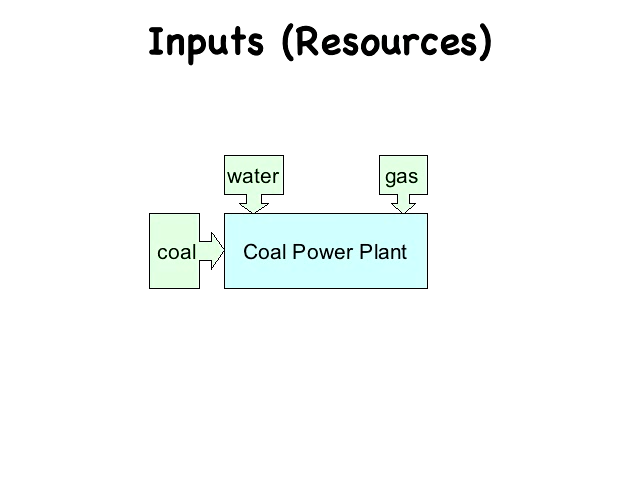 Inputs (Resources)
water
gas
coal
Coal Power Plant